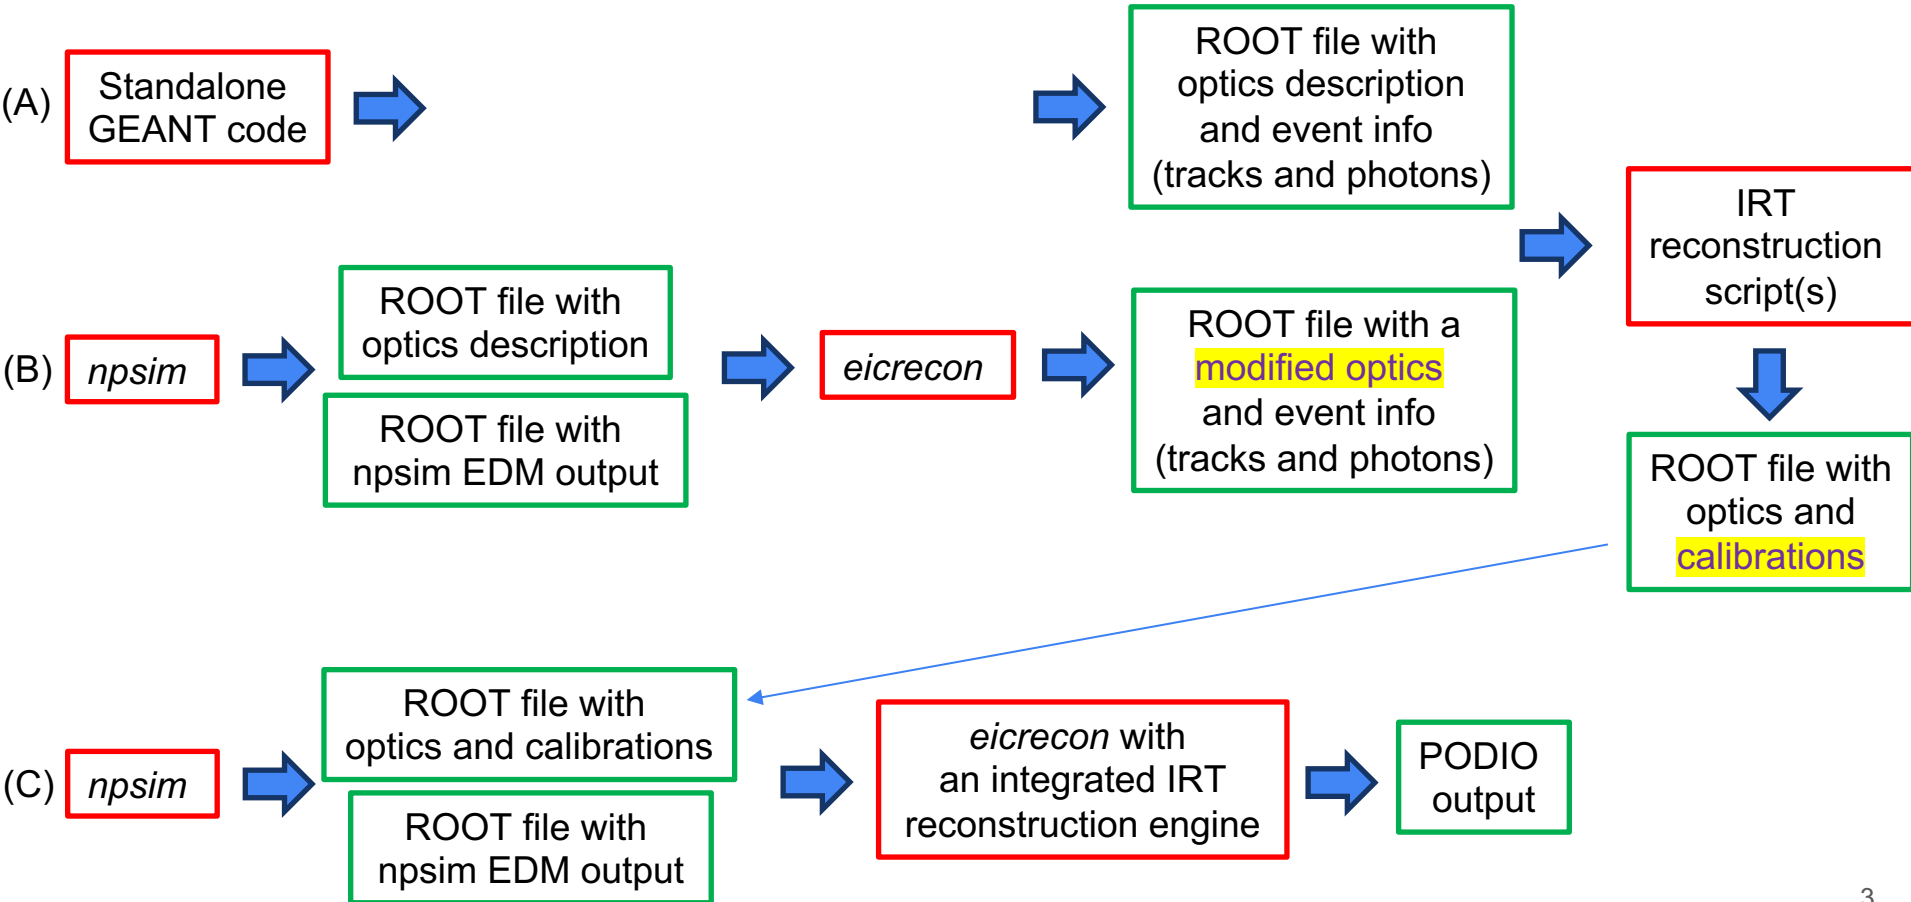 (A)
Standalone
GEANT code
ROOT file with
optics description
and event info
(tracks and photons)
IRT
reconstruction
script(s)
(B)
npsim
ROOT file with
optics description
ROOT file with
npsim EDM output
eicrecon
ROOT file with a
modified optics
and event info
(tracks and photons)
ROOT file with
optics and
calibrations
(C)
npsim
ROOT file with
optics and calibrations
ROOT file with
npsim EDM output
eicrecon with
an integrated IRT
reconstruction engine
PODIO
output
3